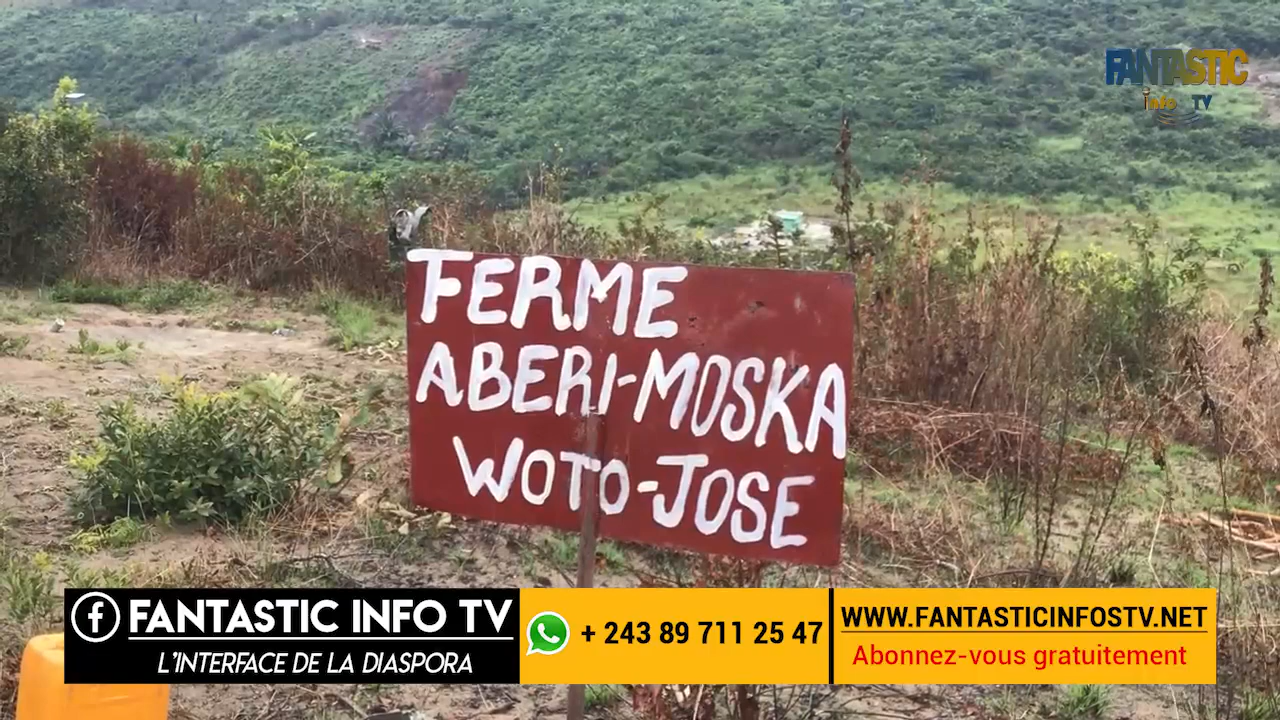 FANTASTIC
info TV
FERME
ABERI-MOSKA
WOTO-JOSE
FANTASTIC INFO TV
L'INTERFACE DE LA DIASPORA
+ 243 89 711 25 47
WWW.FANTASTICINFOSTV.NET
Abonnez-vous gratuitement